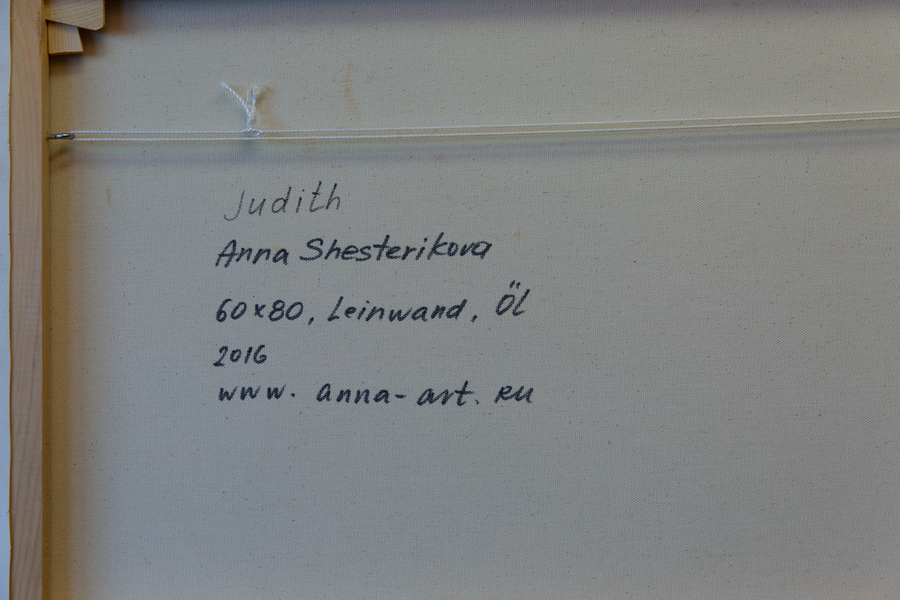 Judith
Anna Shesterikova
60x80, Leinwand, Öl
2016
www. anna-art. ru